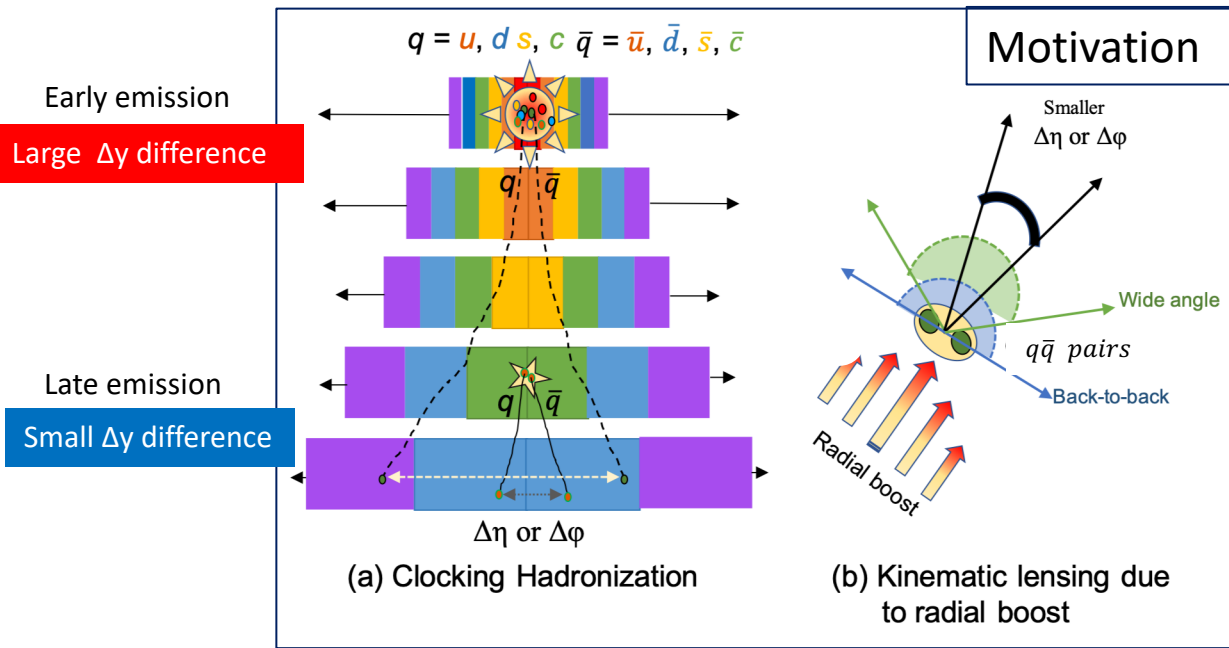 Motivation
q = u, d s, c q̄ = ū, d̄, s̄, c̄
Early emission
Large Δy difference
q q̄
Late emission
Small Δy difference
q q̄
Δη or Δφ
(a) Clocking Hadronization
Smaller
Δη or Δφ
Wide angle
qq̄ pairs
Back-to-back
Radial boost
(b) Kinematic lensing due
to radial boost